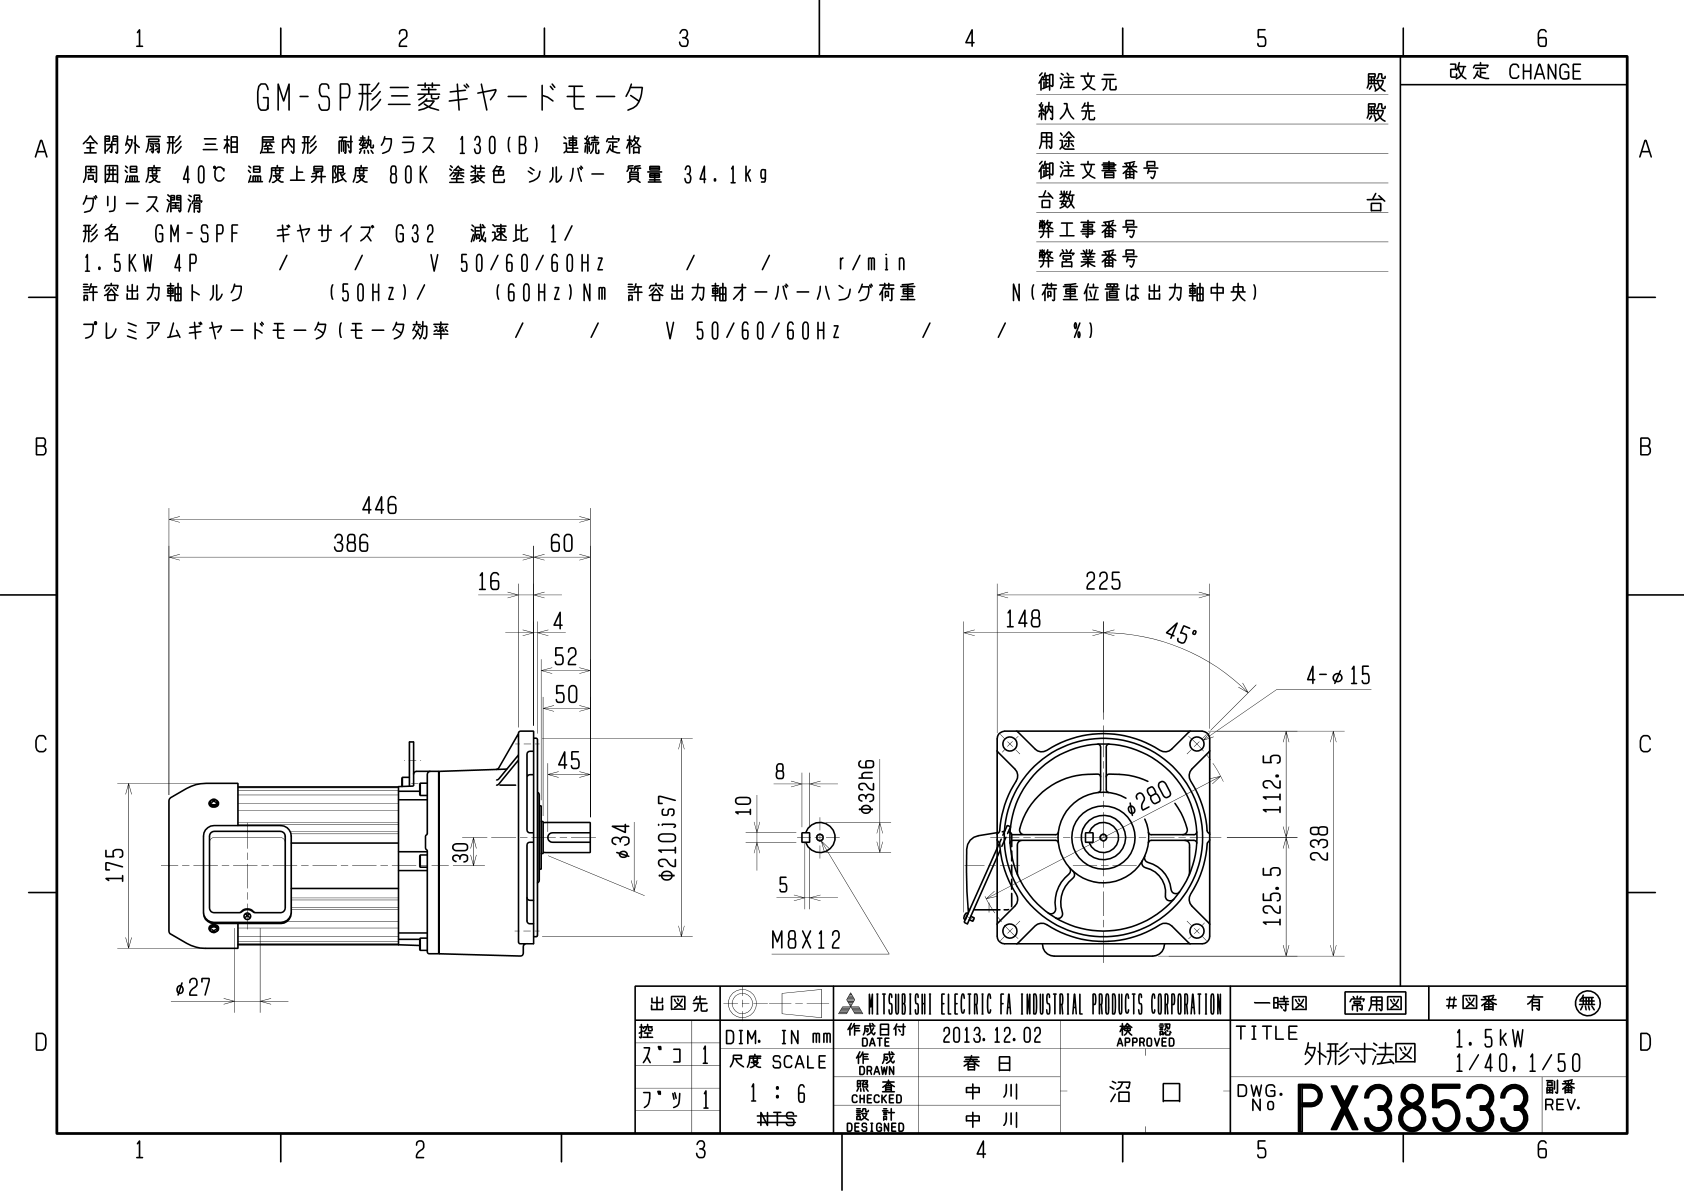 1 2 3 4 5 6
改定 CHANGE
GM-SP形三菱ギヤードモータ
全閉外扇形 三相 屋内形 耐熱クラス 130(B) 連続定格
周囲温度 40℃ 温度上昇限度 80K 塗装色 シルバー 質量 34.1kg
グリース潤滑
形名 GM-SPF ギヤサイズ G32 減速比 1/
1.5KW 4P / / V 50/60/60Hz / / r/min
許容出力軸トルク (50Hz)/ (60Hz)Nm 許容出力軸オーバーハング荷重 N(荷重位置は出力軸中央)
プレミアムギヤードモータ(モータ効率 / / V 50/60/60Hz / / %)
御注文元 殿
納入先 殿
用途
御注文書番号
台数 台
弊工事番号
弊営業番号
A A
B B
C C
D D
446
386 60
16
4
52
50
45
175
30
φ34
Φ210js7
φ27
8
10
Φ32h6
5
M8X12
225
148
45°
4-φ15
φ280
112.5
238
125.5
出図先
控
ズコ 1
ブツ 1
DIM. IN mm
尺度 SCALE
1 : 6
NTS
MITSUBISHI ELECTRIC FA INDUSTRIAL PRODUCTS CORPORATION
作成日付 DATE 2013.12.02
作成 DRAWN 春日
照査 CHECKED 中川
設計 DESIGNED 中川
検認 APPROVED
沼口
一時図 常用図 #図番 有 無
TITLE 外形寸法図 1.5kW
1/40,1/50
DWG. No PX38533 副番 REV.
1 2 3 4 5 6